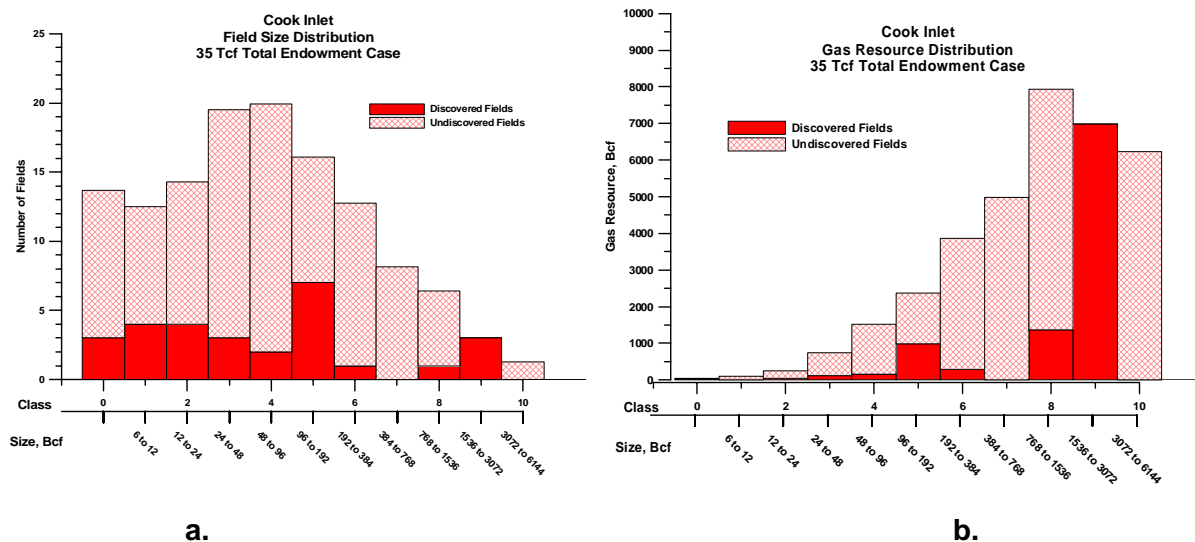 Cook Inlet
Field Size Distribution
35 Tcf Total Endowment Case
25
20
15
10
5
0
Number of Fields
Discovered Fields
Undiscovered Fields
Class
0 2 4 6 8 10
Size, Bcf
6 to 12
12 to 24
24 to 48
48 to 96
96 to 192
192 to 384
384 to 768
768 to 1536
1536 to 3072
3072 to 6144
a.
Cook Inlet
Gas Resource Distribution
35 Tcf Total Endowment Case
10000
9000
8000
7000
6000
5000
4000
3000
2000
1000
0
Gas Resource, Bcf
Discovered Fields
Undiscovered Fields
Class
0 2 4 6 8 10
Size, Bcf
6 to 12
12 to 24
24 to 48
48 to 96
96 to 192
192 to 384
384 to 768
768 to 1536
1536 to 3072
3072 to 6144
b.